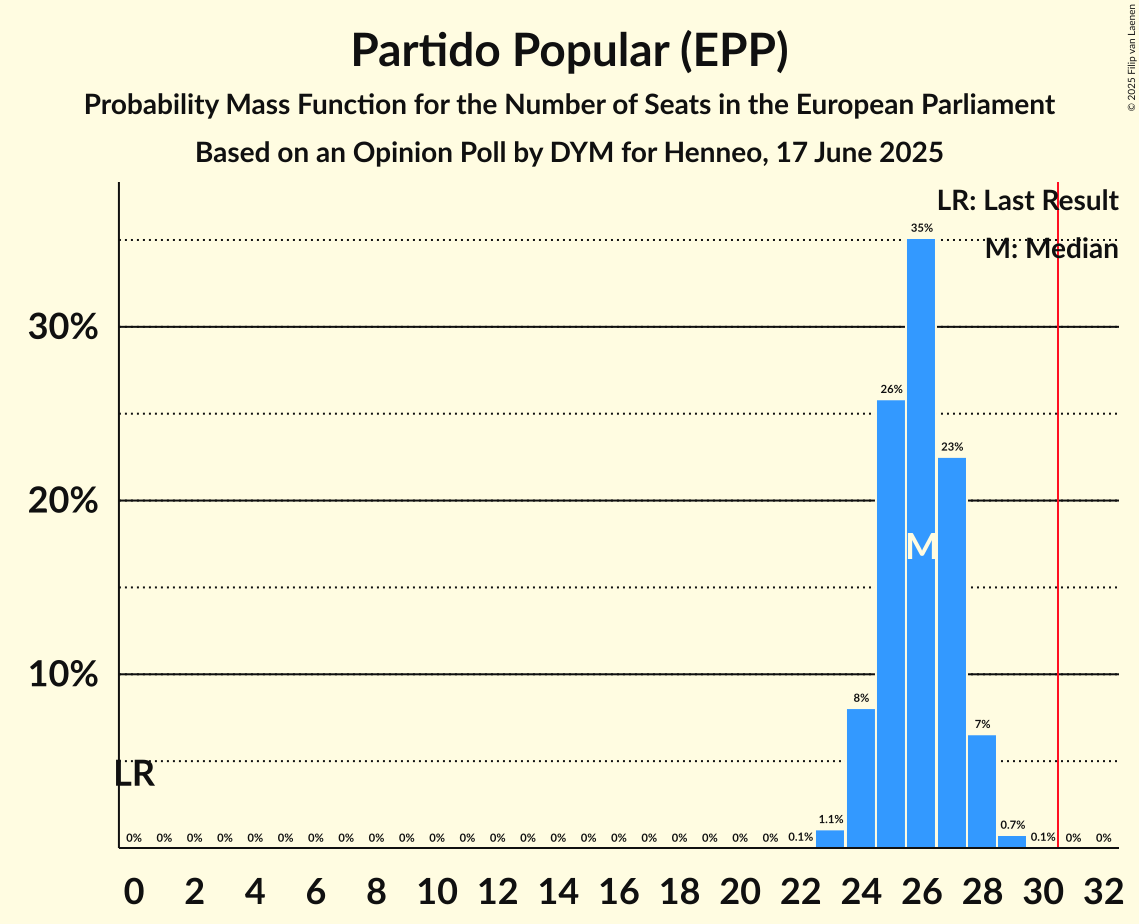 Partido Popular (EPP)
Probability Mass Function for the Number of Seats in the European Parliament
Based on an Opinion Poll by DYM for Henneo, 17 June 2025
© 2025 Filip van Laenen
LR: Last Result
M: Median
35%
30%
26%
23%
20%
M
10%
8%
7%
LR
0% 0% 0% 0% 0% 0% 0% 0% 0% 0% 0% 0% 0% 0% 0% 0% 0% 0% 0% 0% 0% 0% 0.1% 1.1% 0.7% 0.1% 0% 0%
0 2 4 6 8 10 12 14 16 18 20 22 24 26 28 30 32